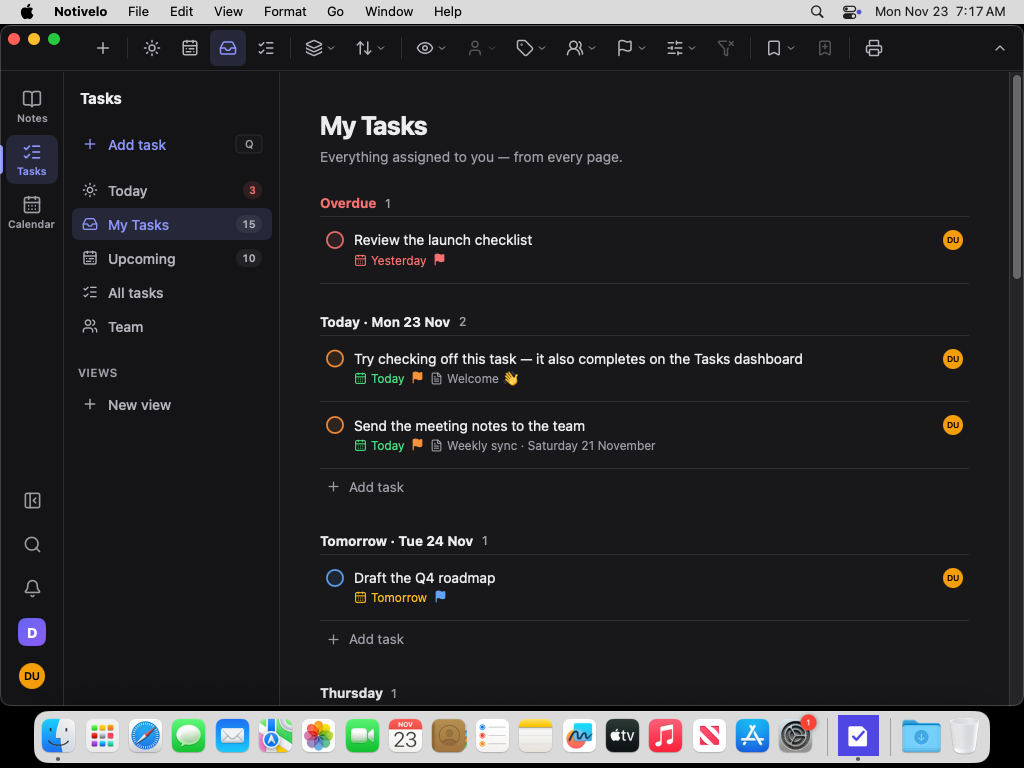 Notivelo File Edit View Format Go Window Help Mon Nov 23 7:17 AM
Notes
Tasks
Calendar
D
DU
Tasks
Add task Q
Today 3
My Tasks 15
Upcoming 10
All tasks
Team
VIEWS
New view
My Tasks
Everything assigned to you — from every page.
Overdue 1
Review the launch checklist DU
Yesterday
Today · Mon 23 Nov 2
Try checking off this task — it also completes on the Tasks dashboard DU
Today Welcome 👋
Send the meeting notes to the team DU
Today Weekly sync · Saturday 21 November
Add task
Tomorrow · Tue 24 Nov 1
Draft the Q4 roadmap DU
Tomorrow
Add task
Thursday 1
NOV
23
tv
1